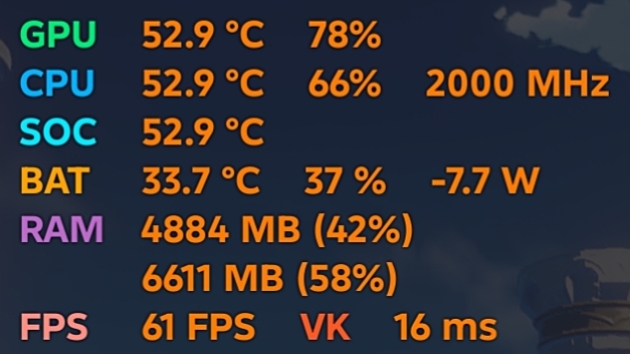 GPU 52.9 °C 78%
CPU 52.9 °C 66% 2000 MHz
SOC 52.9 °C
BAT 33.7 °C 37 % -7.7 W
RAM 4884 MB (42%)
6611 MB (58%)
FPS 61 FPS VK 16 ms